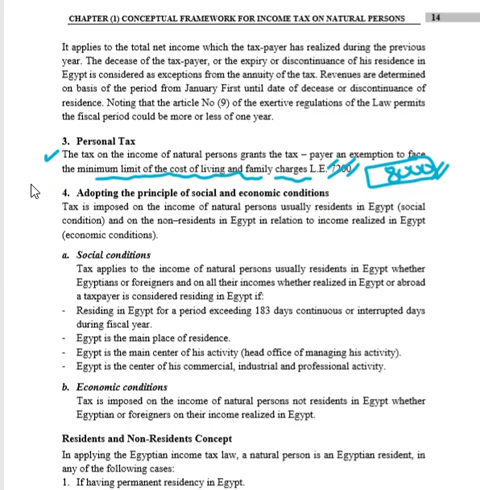 CHAPTER (1) CONCEPTUAL FRAMEWORK FOR INCOME TAX ON NATURAL PERSONS 14
It applies to the total net income which the tax-payer has realized during the previous
year. The decease of the tax-payer, or the expiry or discontinuance of his residence in
Egypt is considered as exceptions from the annuity of the tax. Revenues are determined
on basis of the period from January First until date of decease or discontinuance of
residence. Noting that the article No (9) of the exertive regulations of the Law permits
the fiscal period could be more or less of one year.
3. Personal Tax
The tax on the income of natural persons grants the tax – payer an exemption to face
the minimum limit of the cost of living and family charges L.E. 8000
4. Adopting the principle of social and economic conditions
Tax is imposed on the income of natural persons usually residents in Egypt (social
condition) and on the non–residents in Egypt in relation to income realized in Egypt
(economic conditions).
a. Social conditions
Tax applies to the income of natural persons usually residents in Egypt whether
Egyptians or foreigners and on all their incomes whether realized in Egypt or abroad
a taxpayer is considered residing in Egypt if:
- Residing in Egypt for a period exceeding 183 days continuous or interrupted days
during fiscal year.
- Egypt is the main place of residence.
- Egypt is the main center of his activity (head office of managing his activity).
- Egypt is the center of his commercial, industrial and professional activity.
b. Economic conditions
Tax is imposed on the income of natural persons not residents in Egypt whether
Egyptian or foreigners on their income realized in Egypt.
Residents and Non-Residents Concept
In applying the Egyptian income tax law, a natural person is an Egyptian resident, in
any of the following cases:
1. If having permanent residency in Egypt.